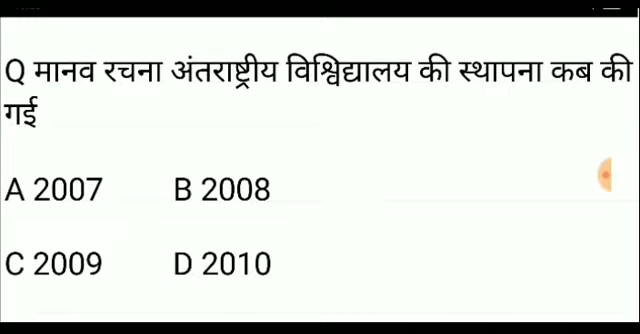 Q मानव रचना अंतराष्ट्रीय विश्विद्यालय की स्थापना कब की
गई
A 2007 B 2008
C 2009 D 2010